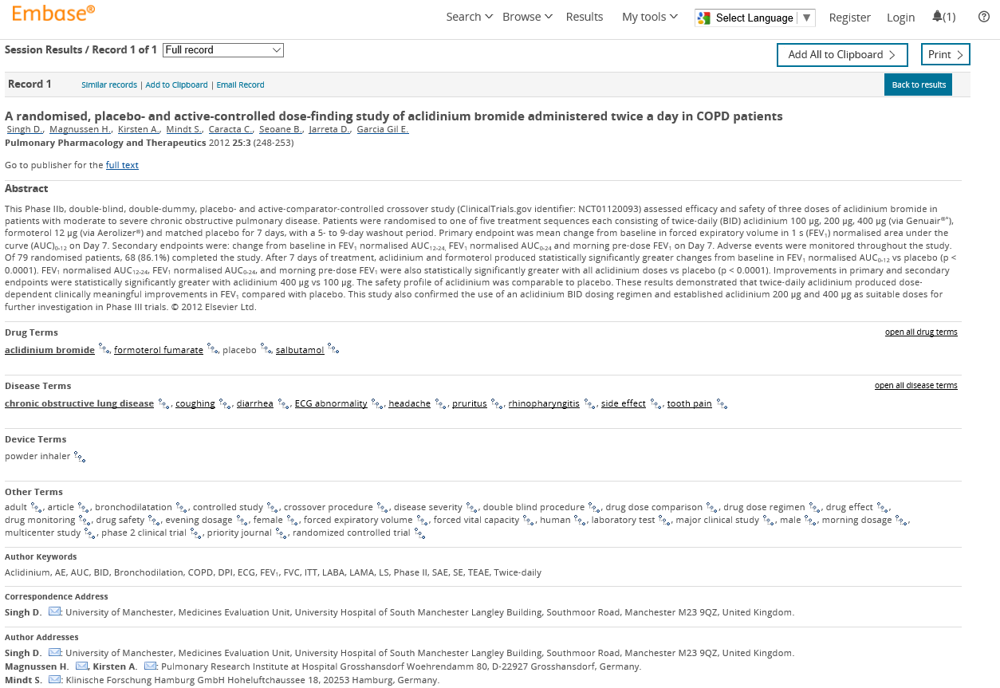 Embase®
Search Browse Results My tools Select Language ▼ Register Login (1)
Session Results / Record 1 of 1 Full record
Add All to Clipboard Print
Record 1 Similar records | Add to Clipboard | Email Record Back to results
A randomised, placebo- and active-controlled dose-finding study of aclidinium bromide administered twice a day in COPD patients
Singh D., Magnussen H., Kirsten A., Mindt S., Caracta C., Seoane B., Jarreta D., Garcia Gil E.
Pulmonary Pharmacology and Therapeutics 2012 25:3 (248-253)
Go to publisher for the full text
Abstract
This Phase IIb, double-blind, double-dummy, placebo- and active-comparator-controlled crossover study (ClinicalTrials.gov identifier: NCT01120093) assessed efficacy and safety of three doses of aclidinium bromide in
patients with moderate to severe chronic obstructive pulmonary disease. Patients were randomised to one of five treatment sequences each consisting of twice-daily (BID) aclidinium 100 μg, 200 μg, 400 μg (via Genuair®*),
formoterol 12 μg (via Aerolizer®) and matched placebo for 7 days, with a 5- to 9-day washout period. Primary endpoint was mean change from baseline in forced expiratory volume in 1 s (FEV₁) normalised area under the
curve (AUC)₀₋₁₂ on Day 7. Secondary endpoints were: change from baseline in FEV₁ normalised AUC₁₂₋₂₄, FEV₁ normalised AUC₀₋₂₄ and morning pre-dose FEV₁ on Day 7. Adverse events were monitored throughout the study.
Of 79 randomised patients, 68 (86.1%) completed the study. After 7 days of treatment, aclidinium and formoterol produced statistically significantly greater changes from baseline in FEV₁ normalised AUC₀₋₁₂ vs placebo (p <
0.0001). FEV₁ normalised AUC₁₂₋₂₄, FEV₁ normalised AUC₀₋₂₄, and morning pre-dose FEV₁ were also statistically significantly greater with all aclidinium doses vs placebo (p < 0.0001). Improvements in primary and secondary
endpoints were statistically significantly greater with aclidinium 400 μg vs 100 μg. The safety profile of aclidinium was comparable to placebo. These results demonstrated that twice-daily aclidinium produced dose-
dependent clinically meaningful improvements in FEV₁ compared with placebo. This study also confirmed the use of an aclidinium BID dosing regimen and established aclidinium 200 μg and 400 μg as suitable doses for
further investigation in Phase III trials. © 2012 Elsevier Ltd.
Drug Terms open all drug terms
aclidinium bromide, formoterol fumarate, placebo, salbutamol
Disease Terms open all disease terms
chronic obstructive lung disease, coughing, diarrhea, ECG abnormality, headache, pruritus, rhinopharyngitis, side effect, tooth pain
Device Terms
powder inhaler
Other Terms
adult, article, bronchodilatation, controlled study, crossover procedure, disease severity, double blind procedure, drug dose comparison, drug dose regimen, drug effect,
drug monitoring, drug safety, evening dosage, female, forced expiratory volume, forced vital capacity, human, laboratory test, major clinical study, male, morning dosage,
multicenter study, phase 2 clinical trial, priority journal, randomized controlled trial
Author Keywords
Aclidinium, AE, AUC, BID, Bronchodilation, COPD, DPI, ECG, FEV₁, FVC, ITT, LABA, LAMA, LS, Phase II, SAE, SE, TEAE, Twice-daily
Correspondence Address
Singh D. : University of Manchester, Medicines Evaluation Unit, University Hospital of South Manchester Langley Building, Southmoor Road, Manchester M23 9QZ, United Kingdom.
Author Addresses
Singh D. : University of Manchester, Medicines Evaluation Unit, University Hospital of South Manchester Langley Building, Southmoor Road, Manchester M23 9QZ, United Kingdom.
Magnussen H. , Kirsten A. : Pulmonary Research Institute at Hospital Grosshansdorf Woehrendamm 80, D-22927 Grosshansdorf, Germany.
Mindt S. : Klinische Forschung Hamburg GmbH Hoheluftchaussee 18, 20253 Hamburg, Germany.